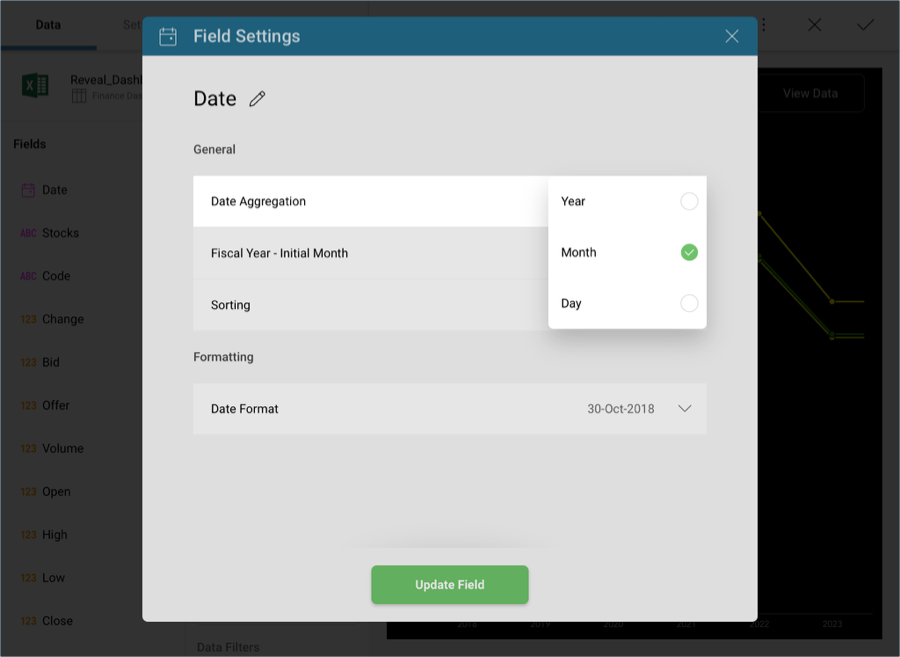 Data
Set
Field Settings
Reveal_Dash
Finance Das
View Data
Date
General
Fields
Date Aggregation
Year
Month
Day
Fiscal Year - Initial Month
Sorting
Formatting
Date Format
30-Oct-2018
Date
ABC Stocks
ABC Code
123 Change
123 Bid
123 Offer
123 Volume
123 Open
123 High
123 Low
123 Close
Update Field
2018 2019 2020 2021 2022 2023
Data Filters